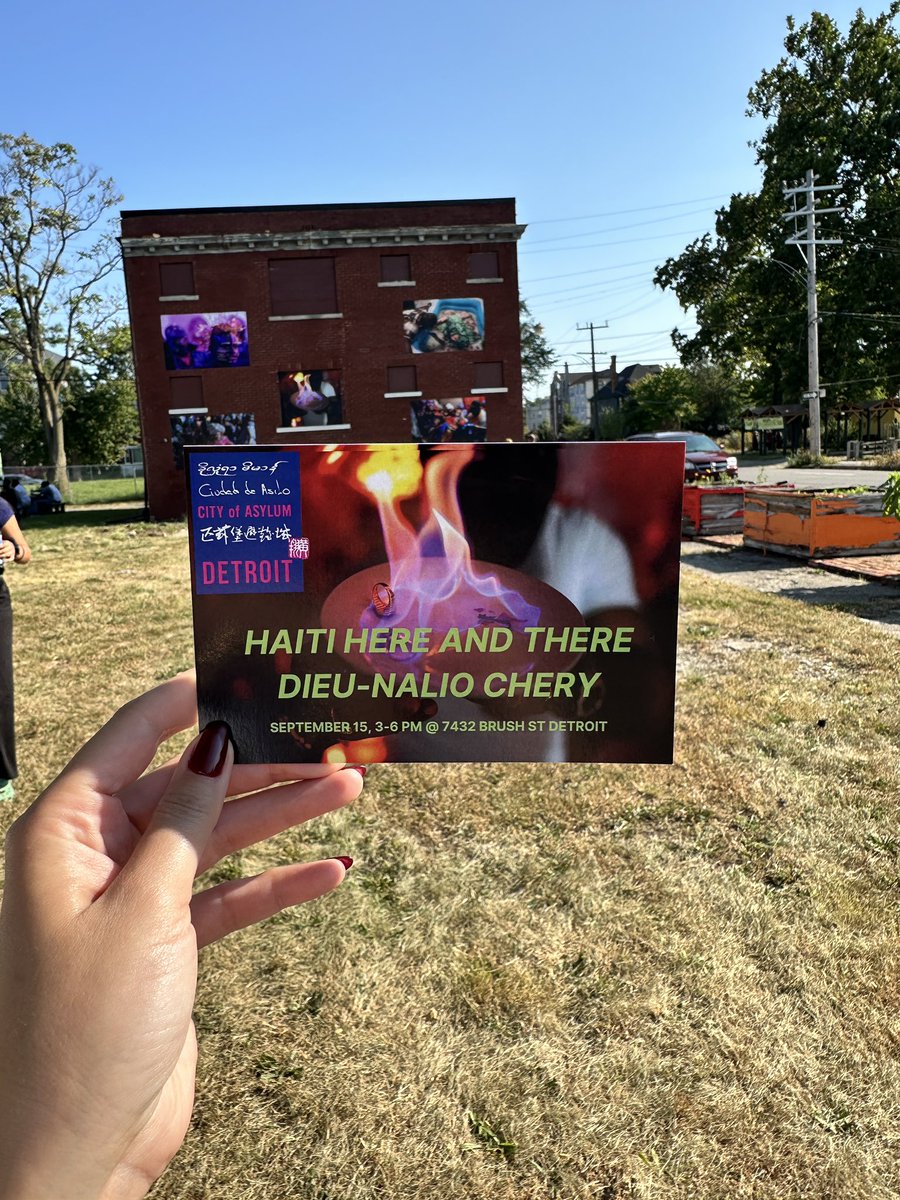 Ciudad de Asilo
CITY of ASYLUM
DETROIT
HAITI HERE AND THERE
DIEU-NALIO CHERY
SEPTEMBER 15, 3-6 PM @ 7432 BRUSH ST DETROIT